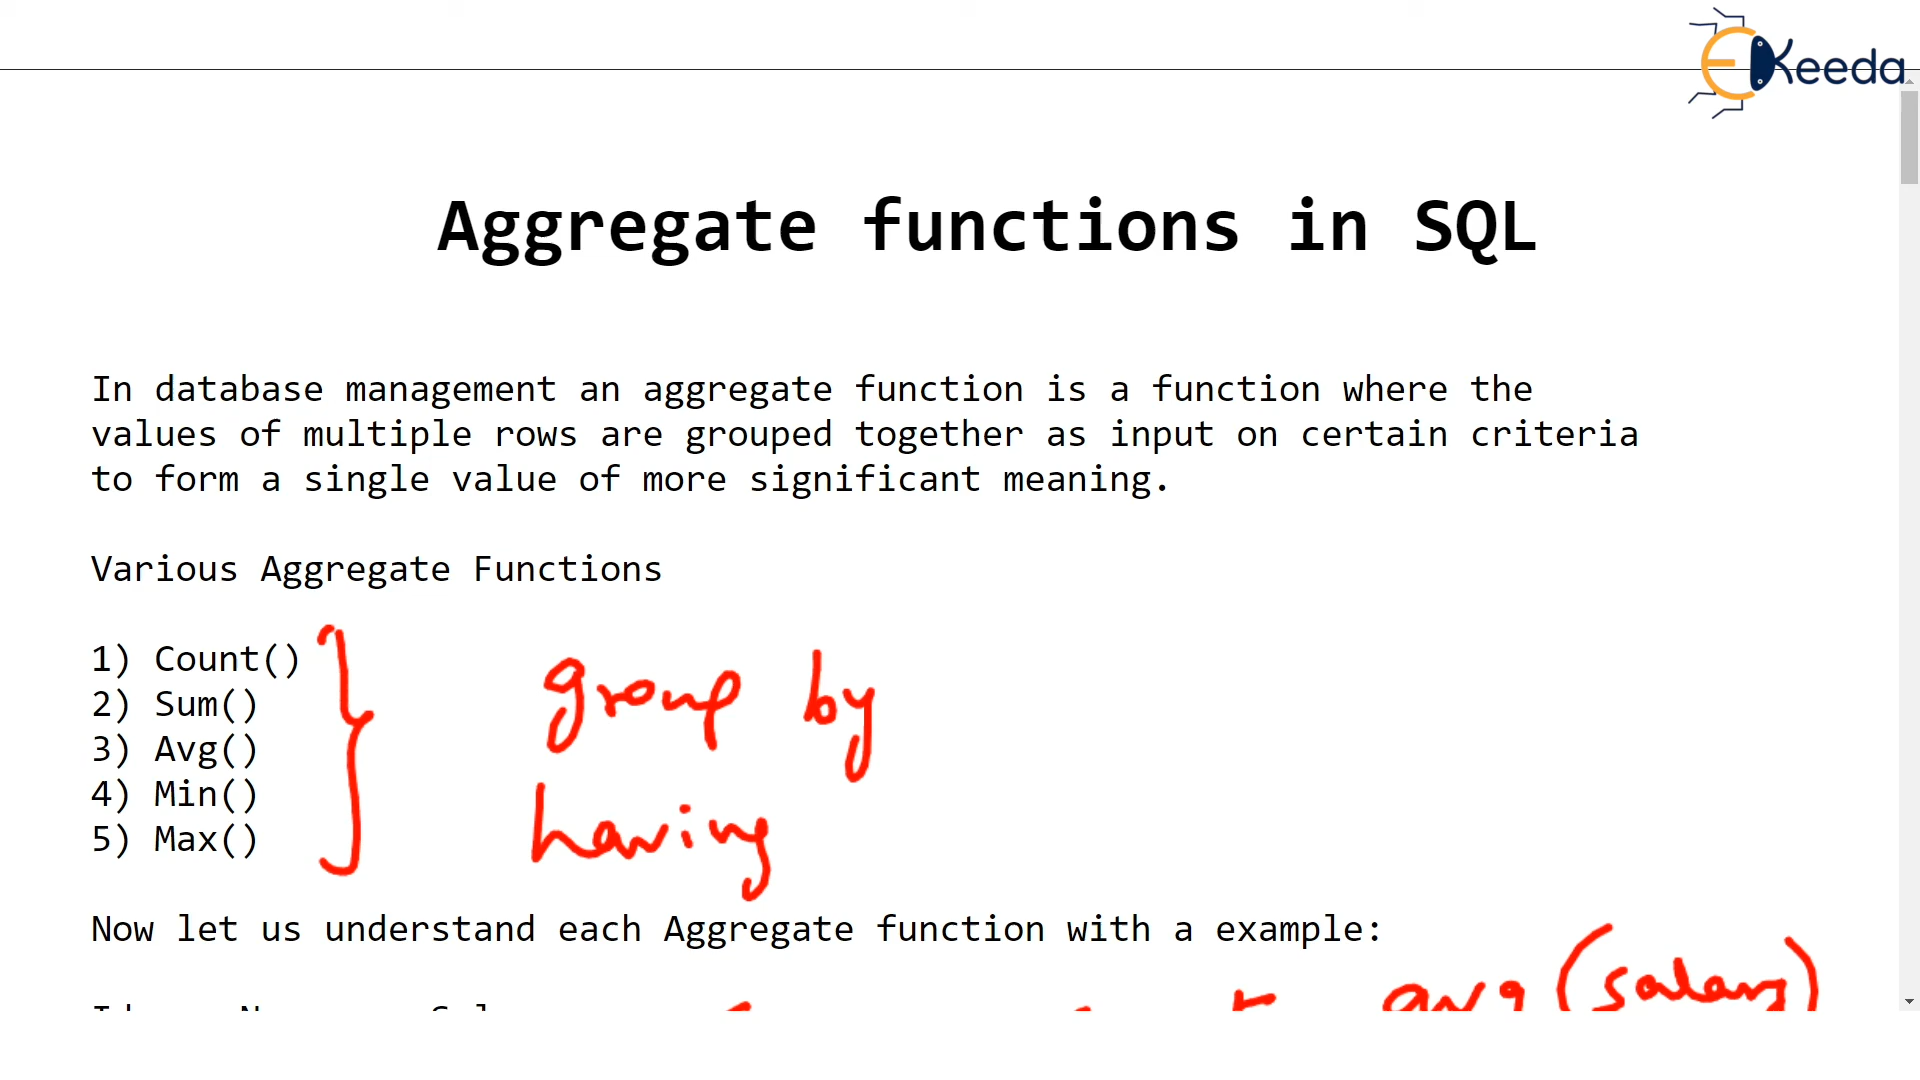 EKeeda
Aggregate functions in SQL
In database management an aggregate function is a function where the
values of multiple rows are grouped together as input on certain criteria
to form a single value of more significant meaning.
Various Aggregate Functions
1) Count()
2) Sum()
3) Avg()
4) Min()
5) Max()
group by
having
Now let us understand each Aggregate function with a example:
avg (salary)